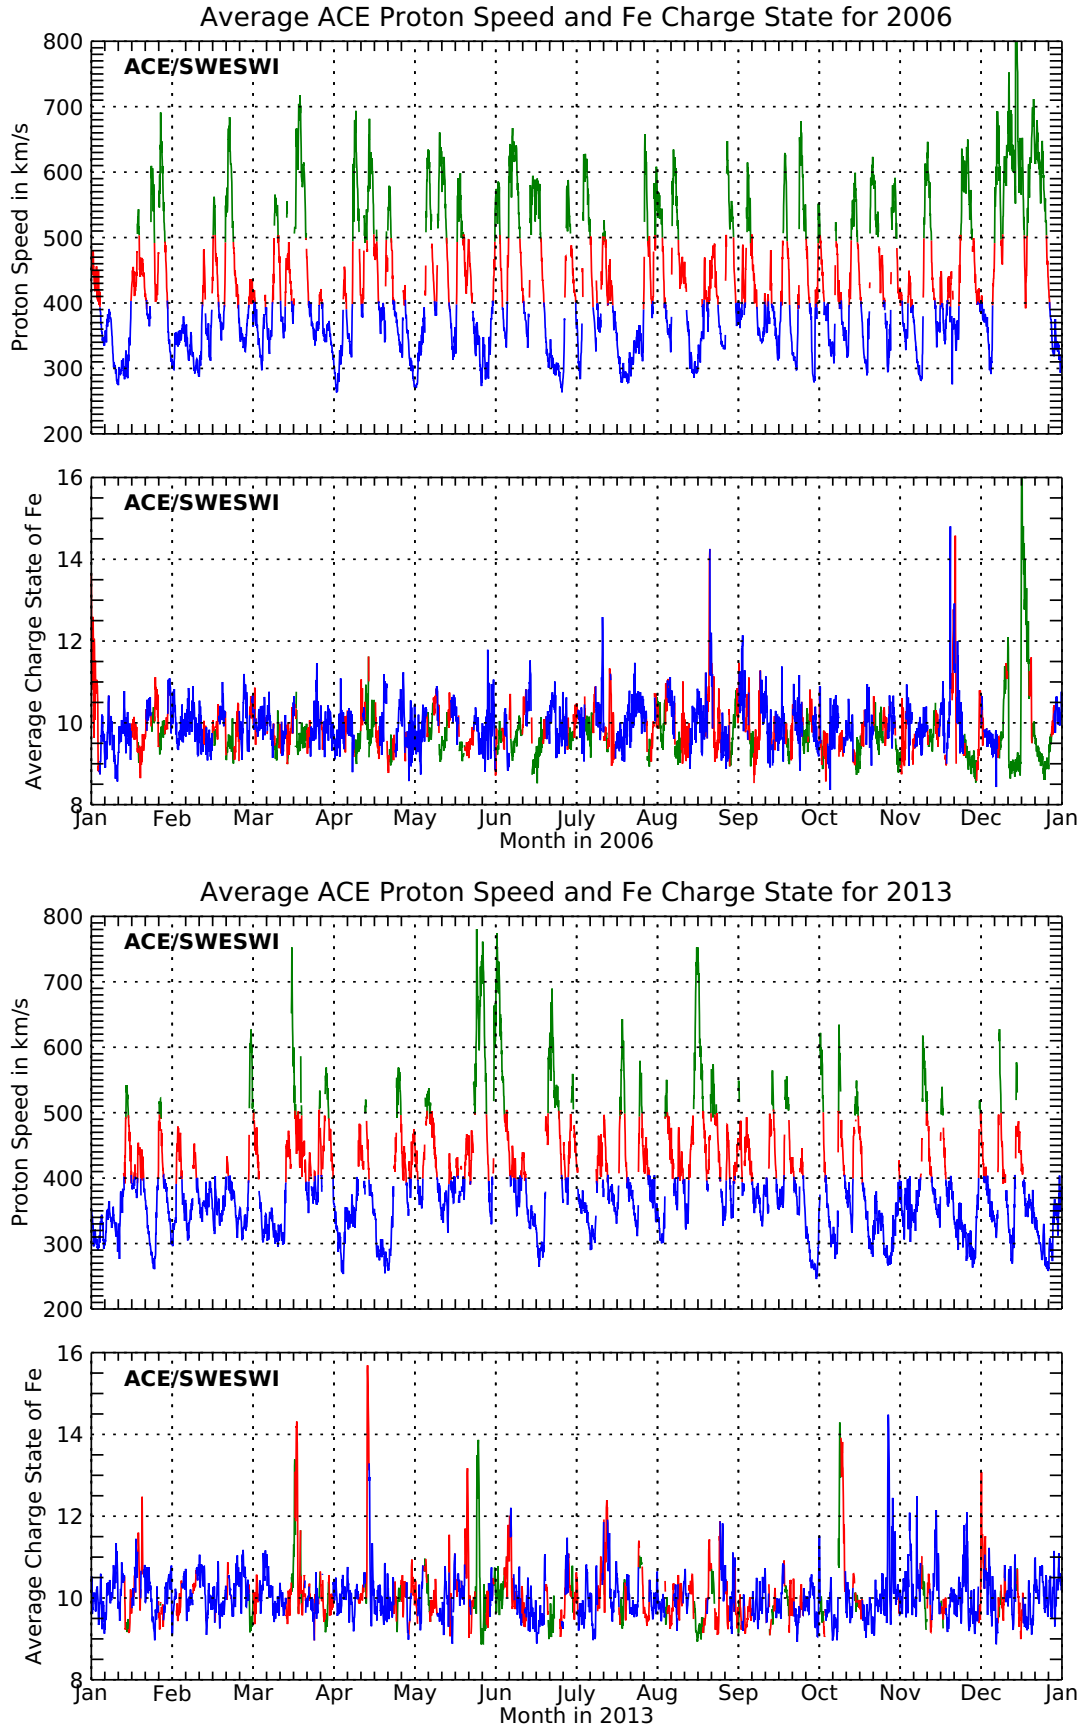 Average ACE Proton Speed and Fe Charge State for 2006
800
ACE/SWESWI
700
600
500
400
300
200
Proton Speed in km/s
16
ACE/SWESWI
14
12
10
8
Average Charge State of Fe
Jan Feb Mar Apr May Jun July Aug Sep Oct Nov Dec Jan
Month in 2006
Average ACE Proton Speed and Fe Charge State for 2013
800
ACE/SWESWI
700
600
500
400
300
200
Proton Speed in km/s
16
ACE/SWESWI
14
12
10
8
Average Charge State of Fe
Jan Feb Mar Apr May Jun July Aug Sep Oct Nov Dec Jan
Month in 2013